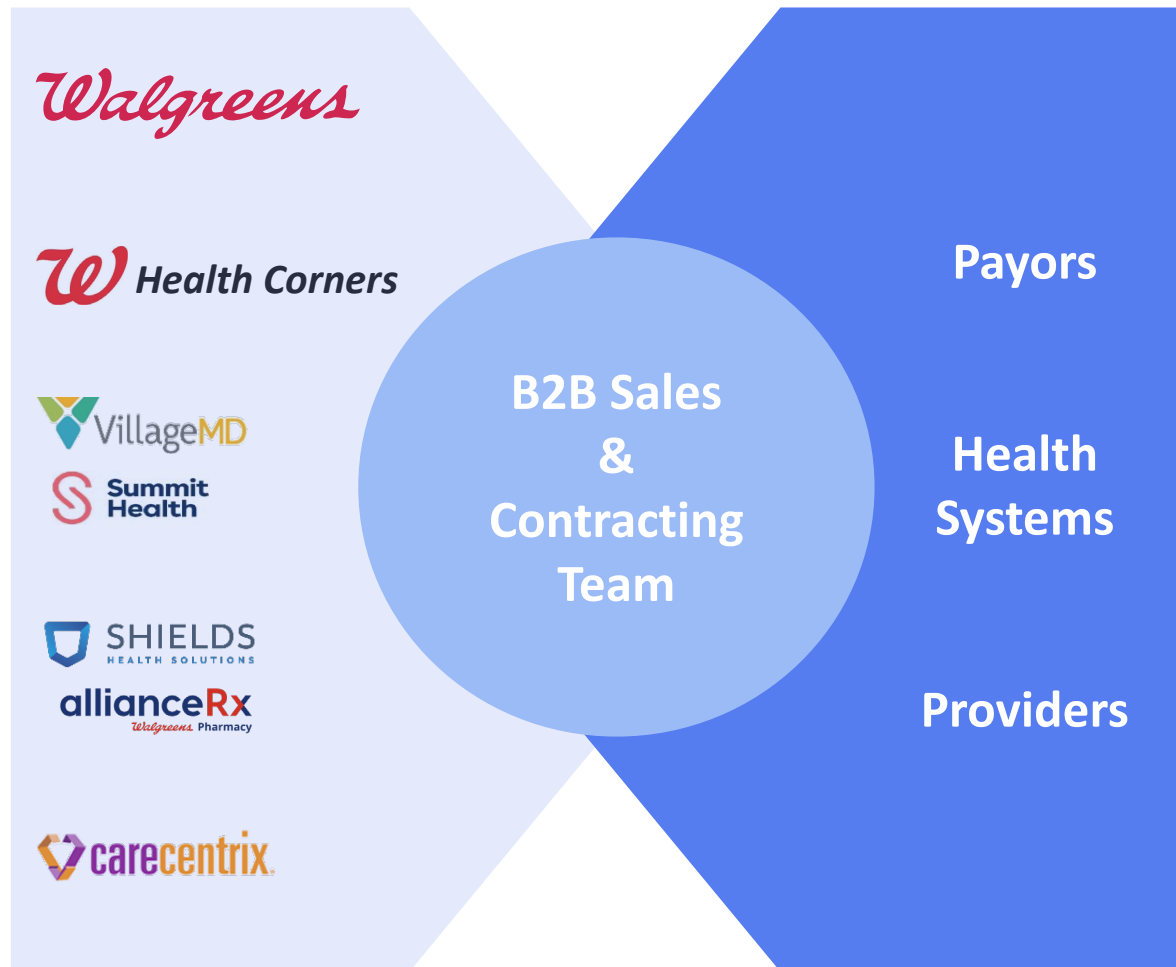 Walgreens
W Health Corners
VillageMD
Summit
Health
SHIELDS
HEALTH SOLUTIONS
allianceRx
Walgreens Pharmacy
carecentrix
B2B Sales
&
Contracting
Team
Payors
Health
Systems
Providers